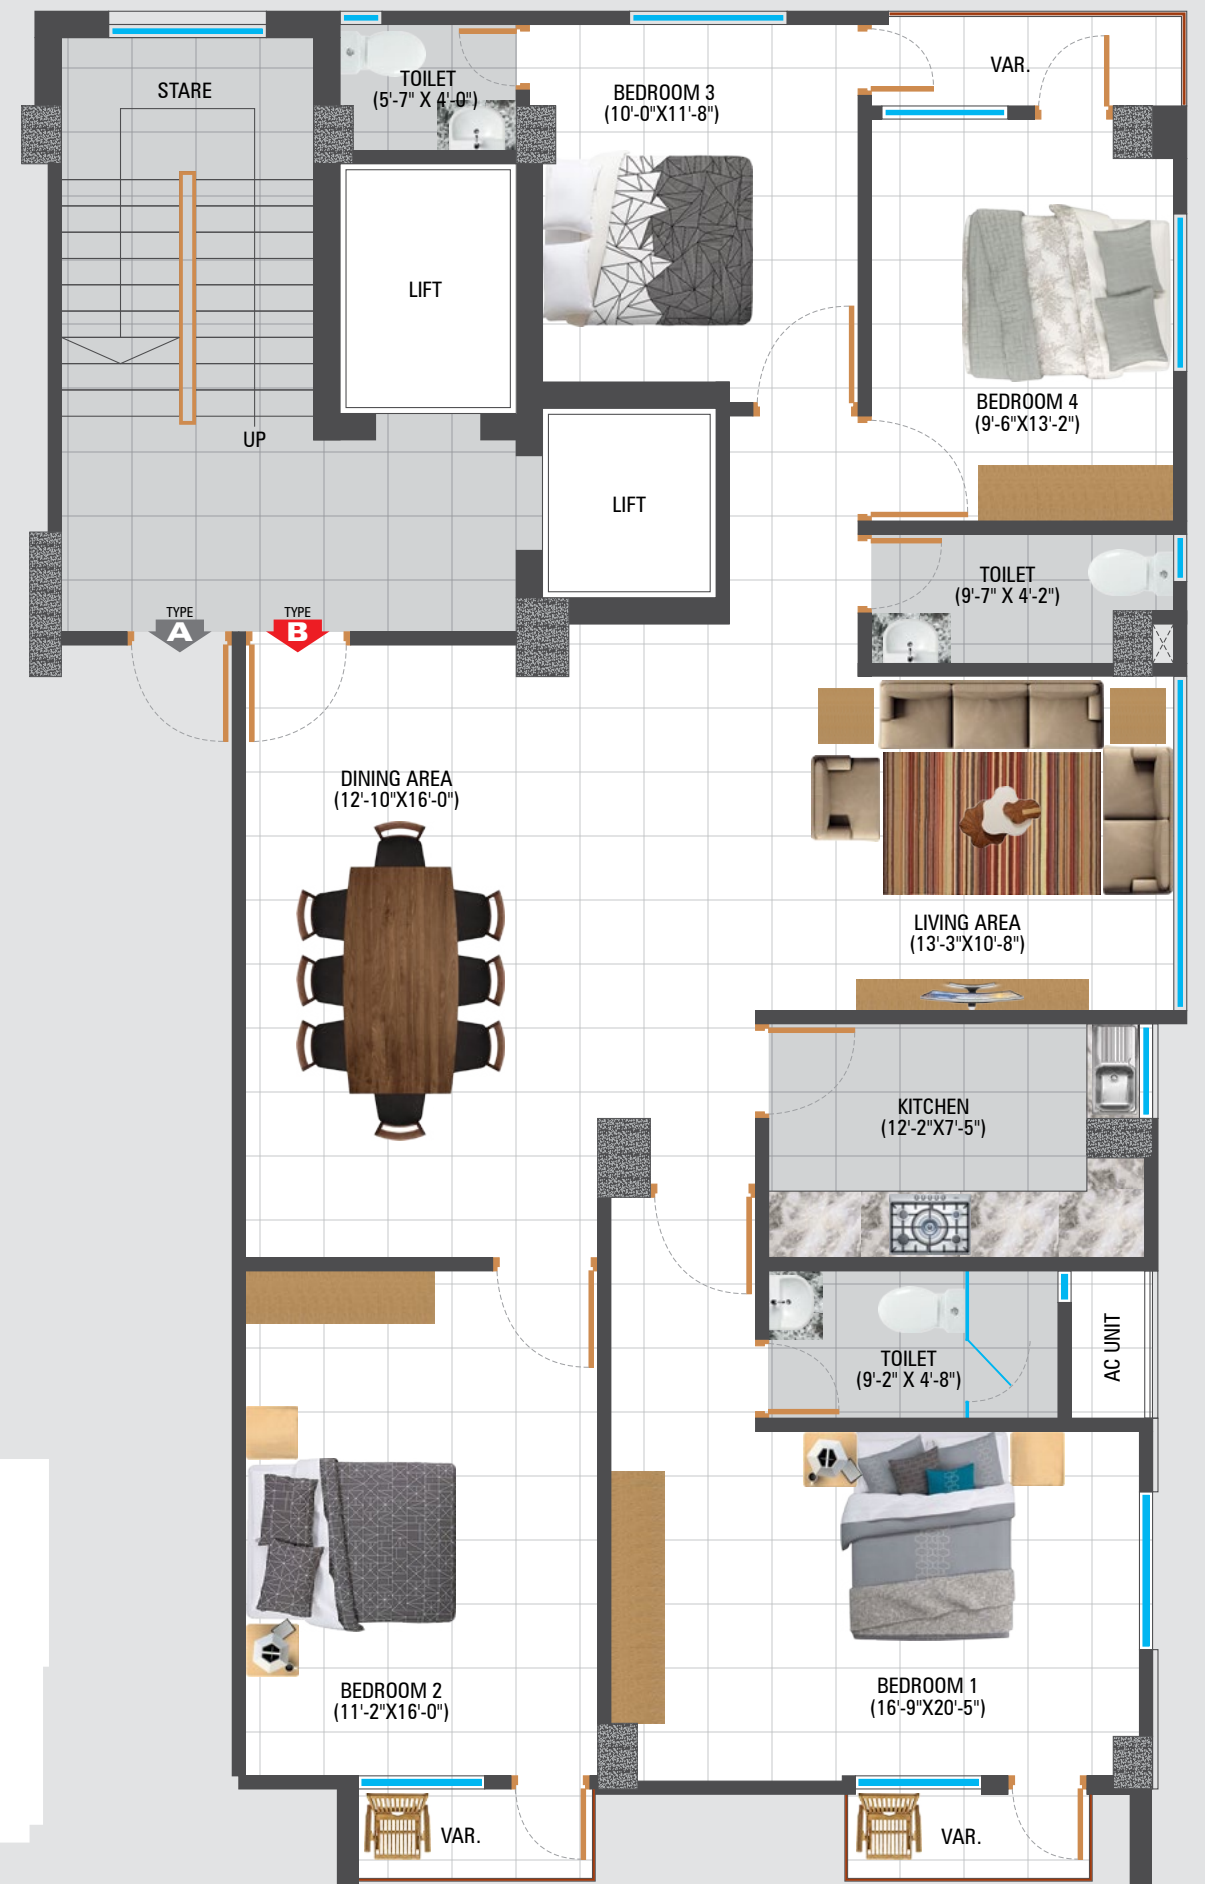 STARE
TOILET
(5'-7" X 4'-0")
BEDROOM 3
(10'-0"X11'-8")
VAR.
LIFT
BEDROOM 4
(9'-6"X13'-2")
UP
LIFT
TOILET
(9'-7" X 4'-2")
TYPE
A
TYPE
B
DINING AREA
(12'-10"X16'-0")
LIVING AREA
(13'-3"X10'-8")
KITCHEN
(12'-2"X7'-5")
TOILET
(9'-2" X 4'-8")
AC UNIT
BEDROOM 2
(11'-2"X16'-0")
BEDROOM 1
(16'-9"X20'-5")
VAR.
VAR.